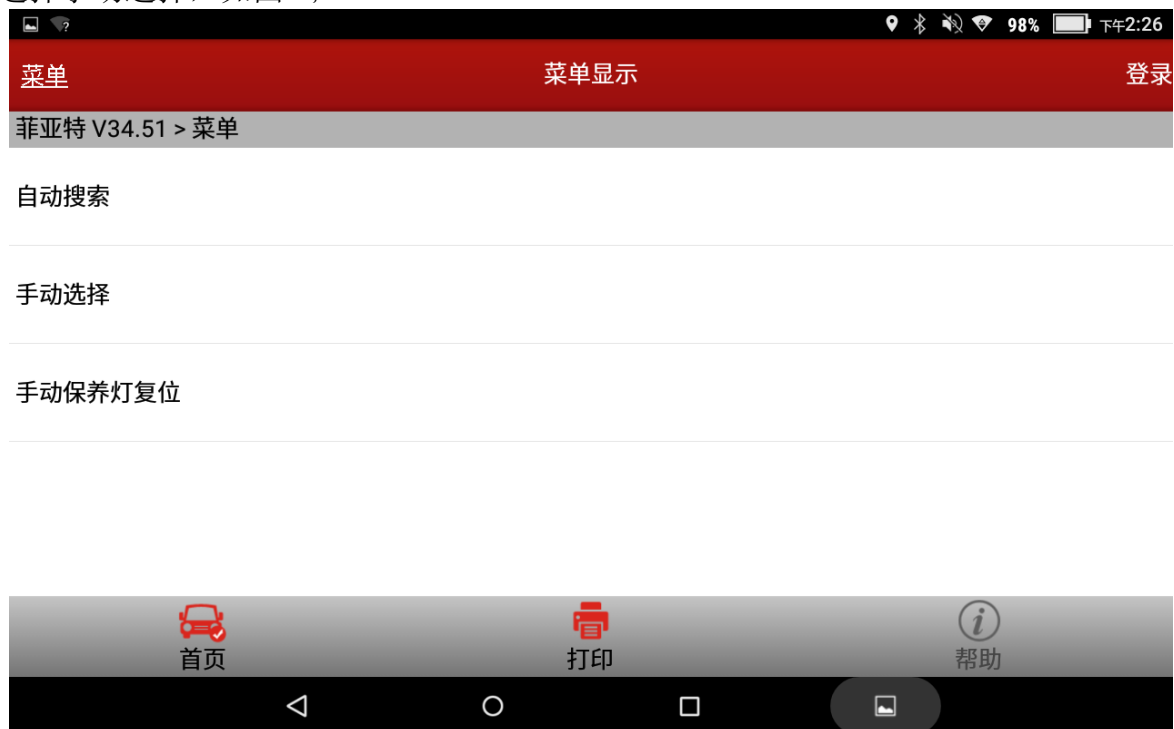 98% 下午2:26
菜单 菜单显示 登录
菲亚特 V34.51 > 菜单
自动搜索
手动选择
手动保养灯复位
首页 打印 帮助